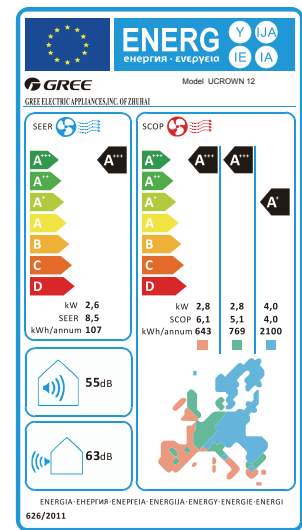 ENERG Y IJA
енергия · ενεργεια IE IA
GREE Model UCROWN 12
GREE ELECTRIC APPLIANCES,INC. OF ZHUHAI
SEER
A+++ A+++
A++
A+
A
B
C
D
kW 2,6
SEER 8,5
kWh/annum 107
SCOP
A+++ A+++ A+++
A++
A+ A+
A
B
C
D
kW 2,8 2,8 4,0
SCOP 6,1 5,1 4,0
kWh/annum 643 769 2100
55dB
63dB
ENERGIA·ЕНЕРГИЯ·ΕΝΕΡΓΕΙΑ·ENERGIJA·ENERGY·ENERGIE·ENERGI
626/2011